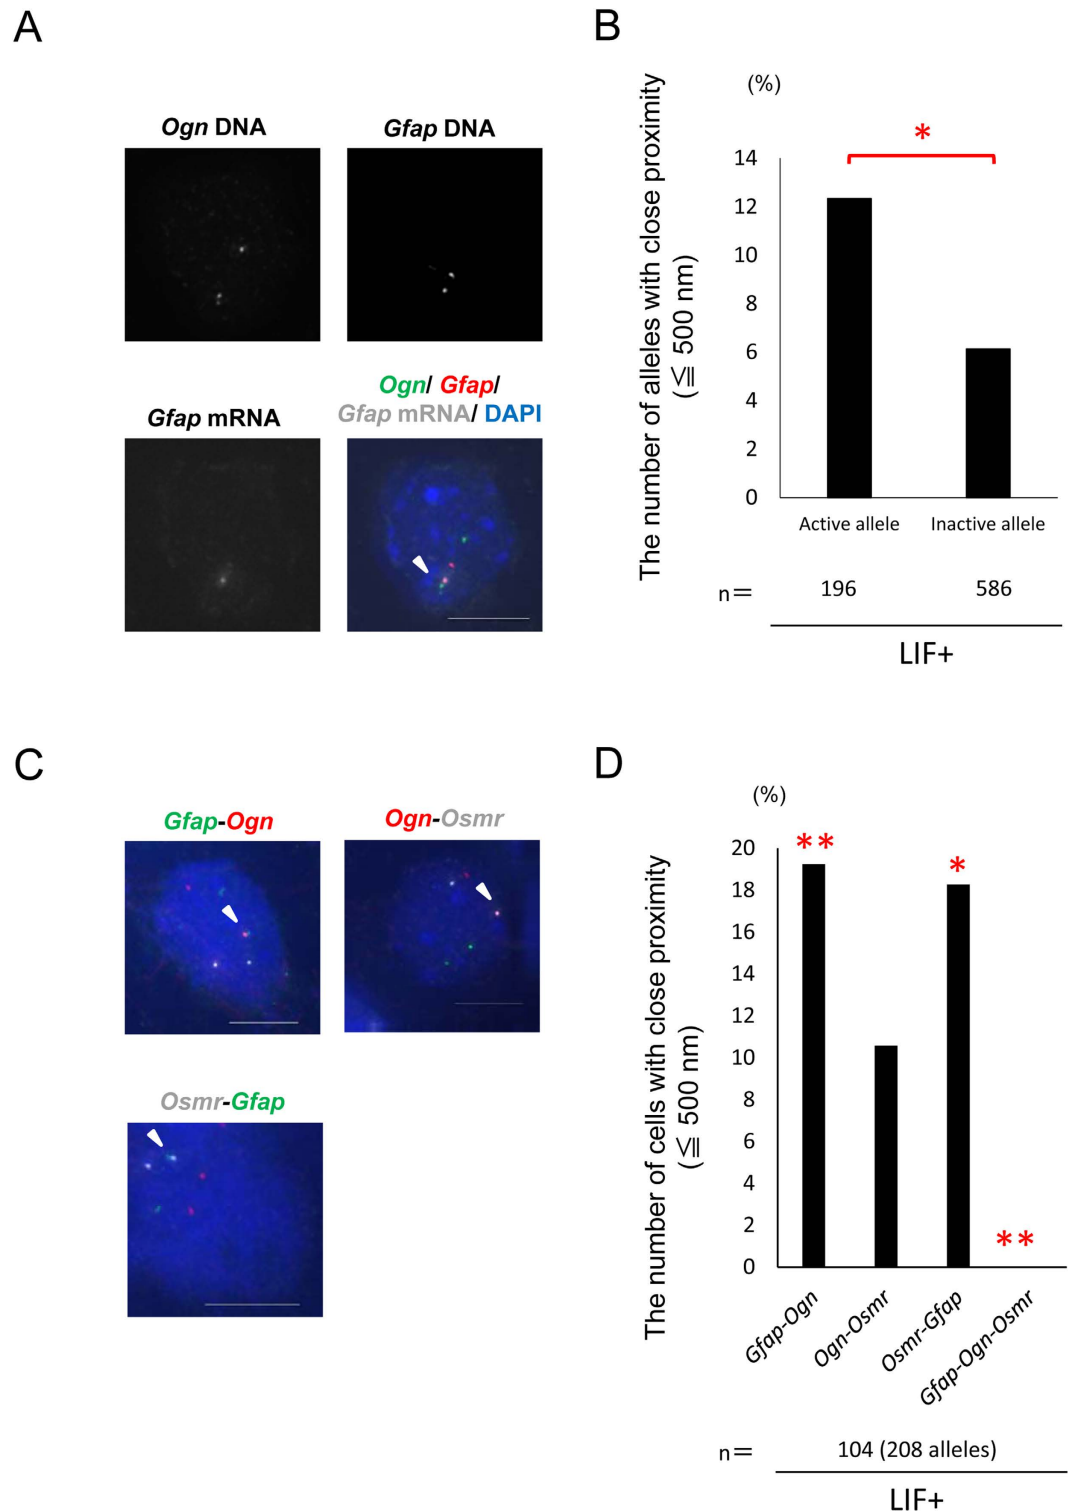 A
Ogn DNA
Gfap DNA
Gfap mRNA
Ogn/ Gfap/
Gfap mRNA/ DAPI
B
(%)
The number of alleles with close proximity
(≦ 500 nm)
*
14
12
10
8
6
4
2
0
Active allele
Inactive allele
n=
196
586
LIF+
C
Gfap-Ogn
Ogn-Osmr
Osmr-Gfap
D
(%)
The number of cells with close proximity
(≦ 500 nm)
**
*
**
20
18
16
14
12
10
8
6
4
2
0
Gfap-Ogn
Ogn-Osmr
Osmr-Gfap
Gfap-Ogn-Osmr
n=
104 (208 alleles)
LIF+